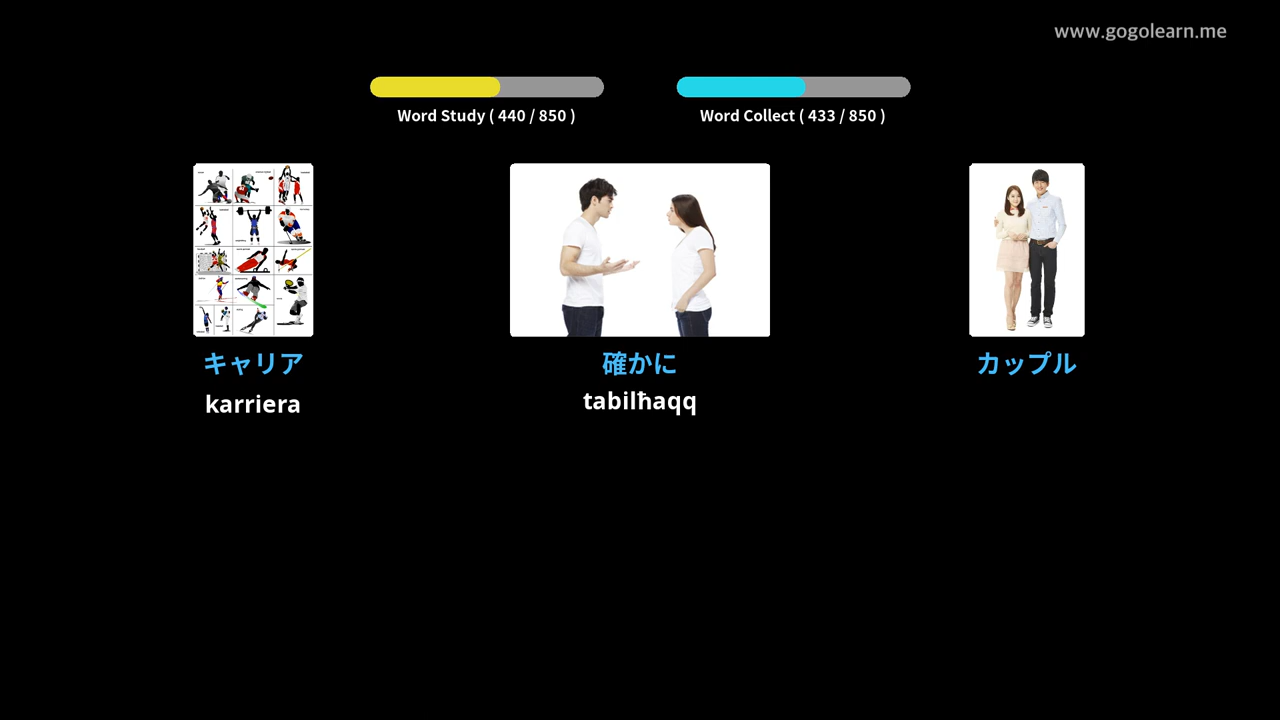 www.gogolearn.me
Word Study ( 440 / 850 )
Word Collect ( 433 / 850 )
キャリア
確かに
カップル
karriera
tabilħaqq